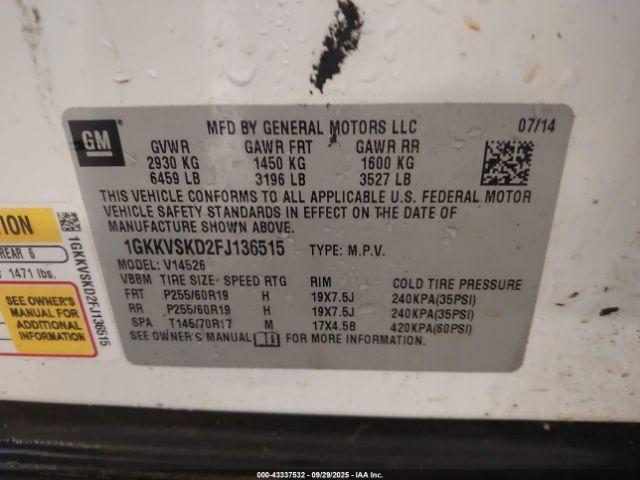 GM
MFD BY GENERAL MOTORS LLC 07/14
GVWR GAWR FRT GAWR RR
2930 KG 1450 KG 1600 KG
6459 LB 3196 LB 3527 LB
THIS VEHICLE CONFORMS TO ALL APPLICABLE U.S. FEDERAL MOTOR
VEHICLE SAFETY STANDARDS IN EFFECT ON THE DATE OF
MANUFACTURE SHOWN ABOVE.
1GKKVSKD2FJ136515 TYPE: M.P.V.
MODEL: V14526
VBBM TIRE SIZE SPEED RTG RIM COLD TIRE PRESSURE
FRT P255/60R19 H 19X7.5J 240KPA(35PSI)
RR P255/60R19 H 19X7.5J 240KPA(35PSI)
SPA T145/70R17 M 17X4.5B 420KPA(60PSI)
SEE OWNER'S MANUAL FOR MORE INFORMATION.
TION
REAR 6
1471 lbs.
SEE OWNER'S
MANUAL FOR
ADDITIONAL
INFORMATION
1GKKVSKD2FJ136515
000-43337532 - 09/29/2025 - IAA Inc.